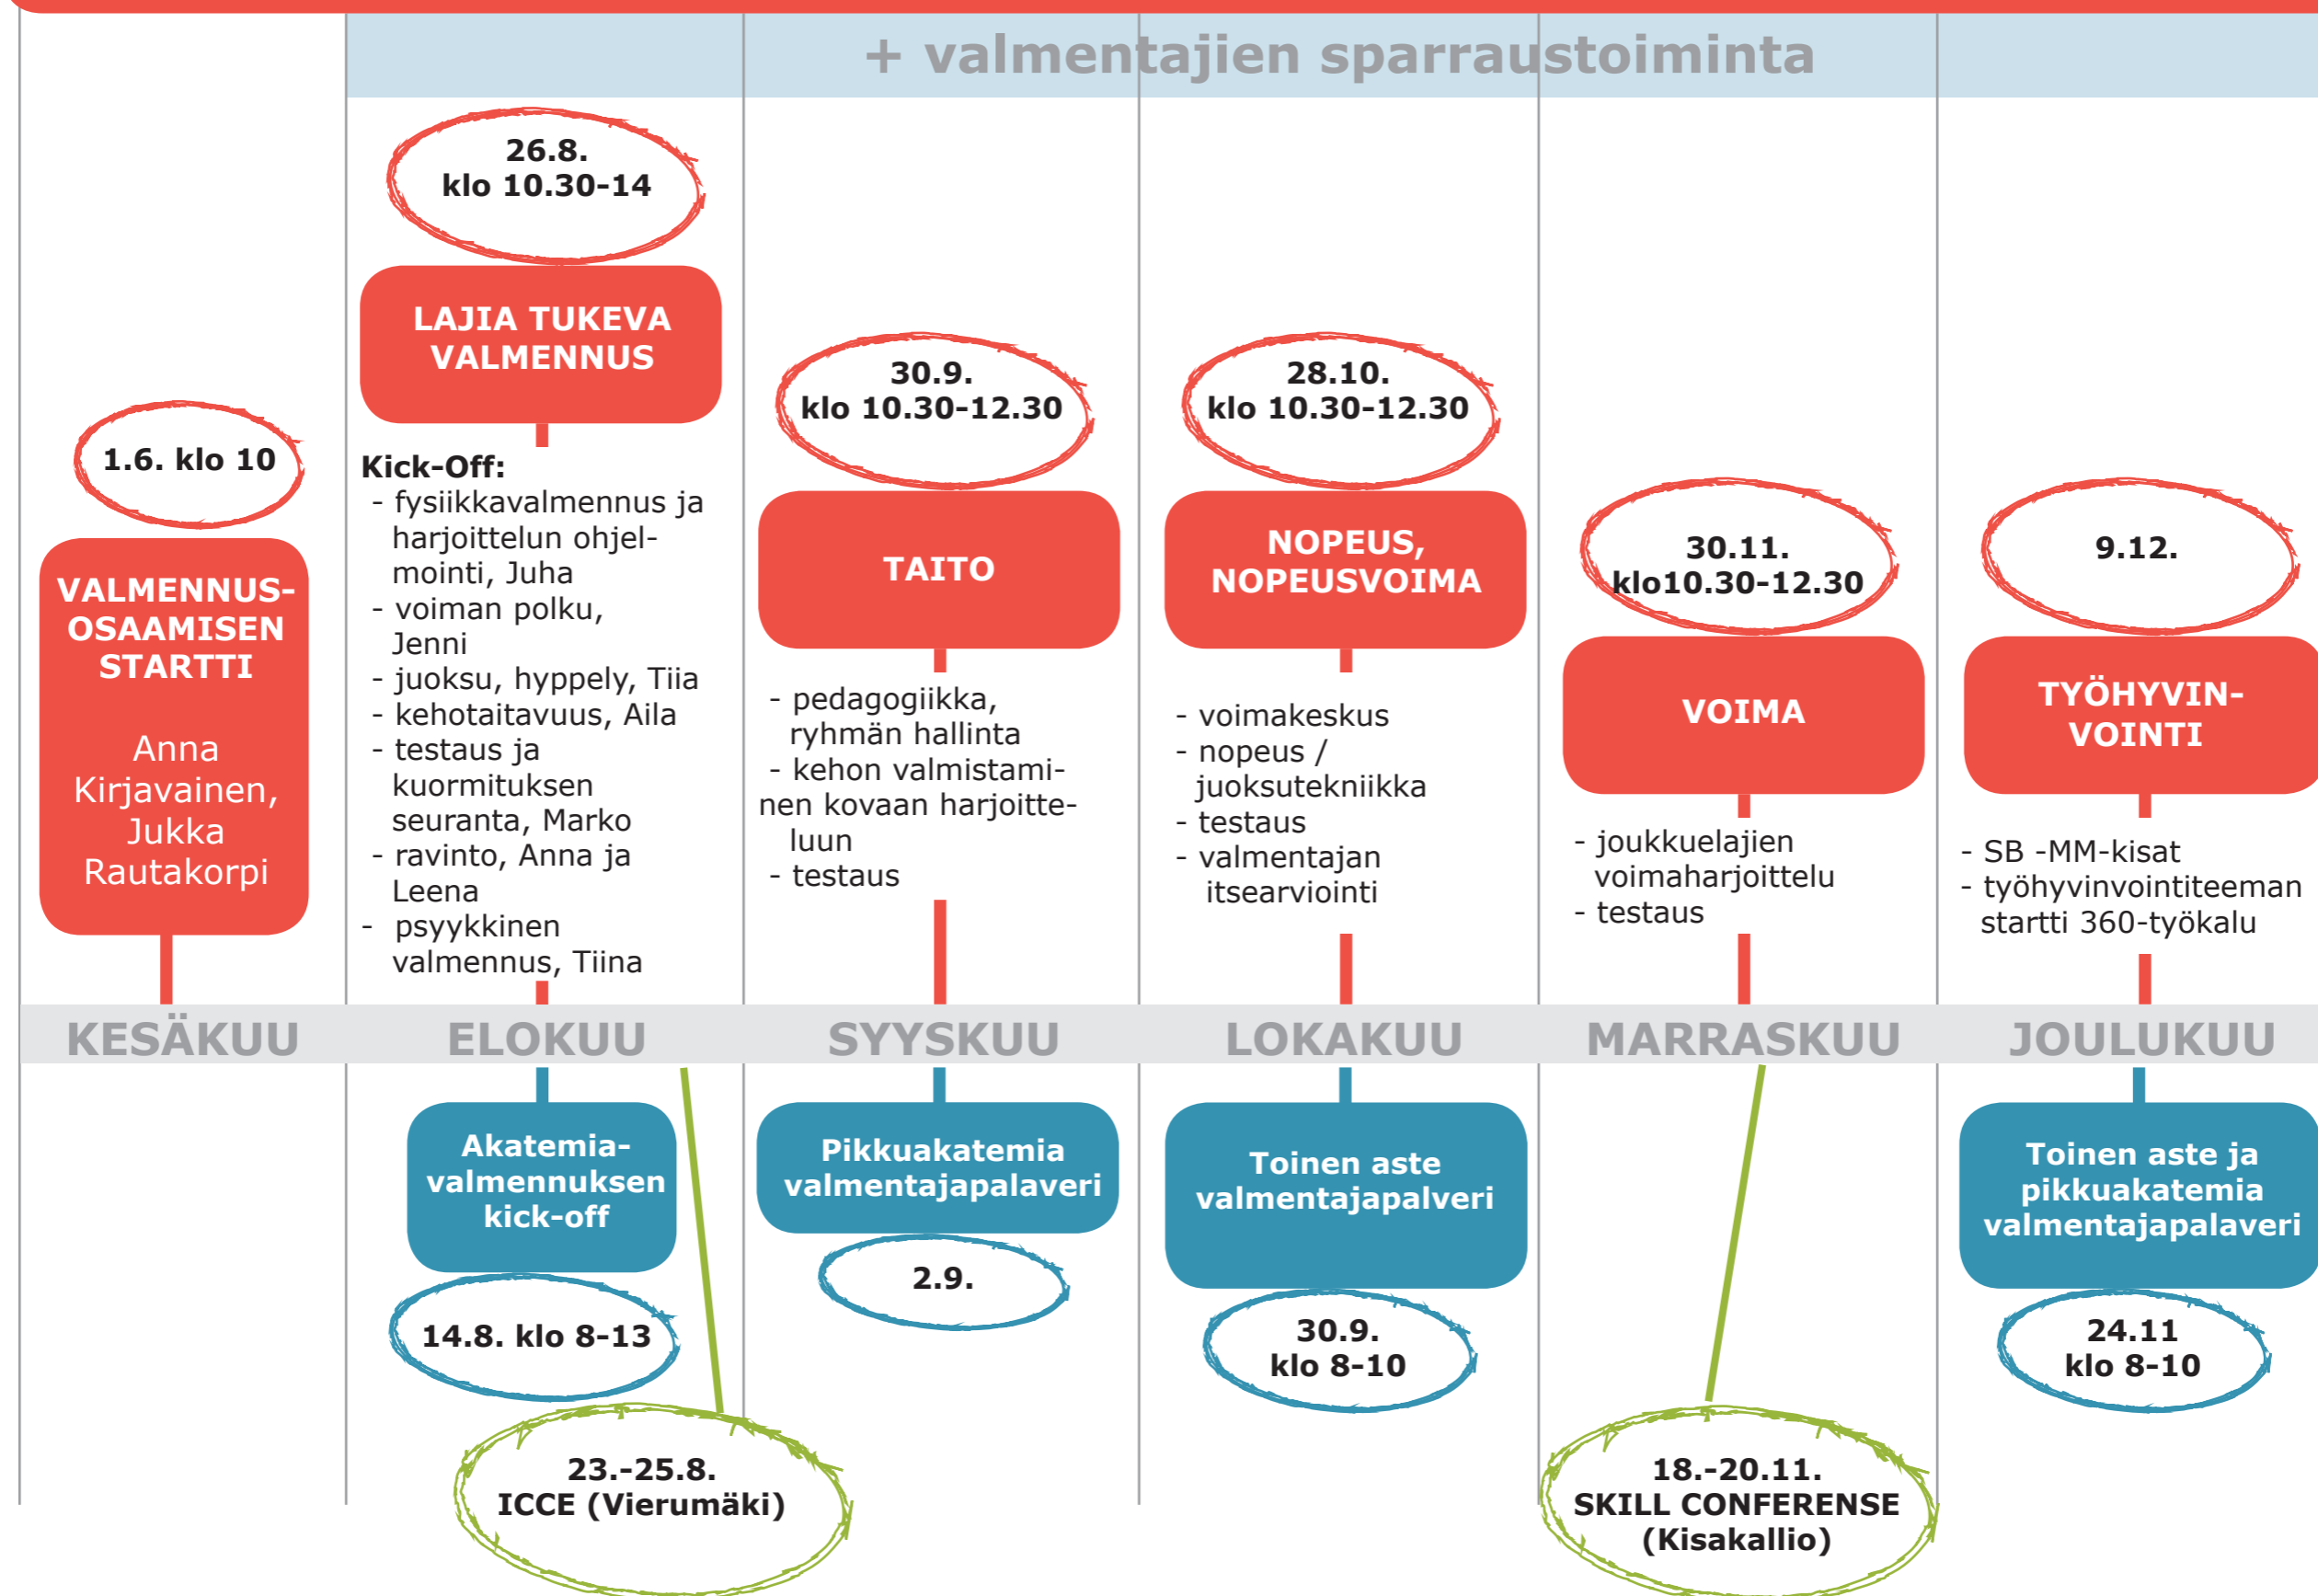 + valmentajien sparraustoiminta
1.6. klo 10
VALMENNUS-
OSAAMISEN
STARTTI
Anna
Kirjavainen,
Jukka
Rautakorpi
26.8.
klo 10.30-14
LAJIA TUKEVA
VALMENNUS
Kick-Off:
- fysiikkavalmennus ja
harjoittelun ohjel-
mointi, Juha
- voiman polku,
Jenni
- juoksu, hyppely, Tiia
- kehotaitavuus, Aila
- testaus ja
kuormituksen
seuranta, Marko
- ravinto, Anna ja
Leena
- psyykkinen
valmennus, Tiina
30.9.
klo 10.30-12.30
TAITO
- pedagogiikka,
ryhmän hallinta
- kehon valmistami-
nen kovaan harjoitte-
luun
- testaus
28.10.
klo 10.30-12.30
NOPEUS,
NOPEUSVOIMA
- voimakeskus
- nopeus /
juoksutekniikka
- testaus
- valmentajan
itsearviointi
30.11.
klo10.30-12.30
VOIMA
- joukkuelajien
voimaharjoittelu
- testaus
9.12.
TYÖHYVIN-
VOINTI
- SB -MM-kisat
- työhyvinvointiteeman
startti 360-työkalu
KESÄKUU
ELOKUU
SYYSKUU
LOKAKUU
MARRASKUU
JOULUKUU
Akatemia-
valmennuksen
kick-off
14.8. klo 8-13
23.-25.8.
ICCE (Vierumäki)
Pikkuakatemia
valmentajapalaveri
2.9.
Toinen aste
valmentajapalveri
30.9.
klo 8-10
18.-20.11.
SKILL CONFERENSE
(Kisakallio)
Toinen aste ja
pikkuakatemia
valmentajapalaveri
24.11
klo 8-10